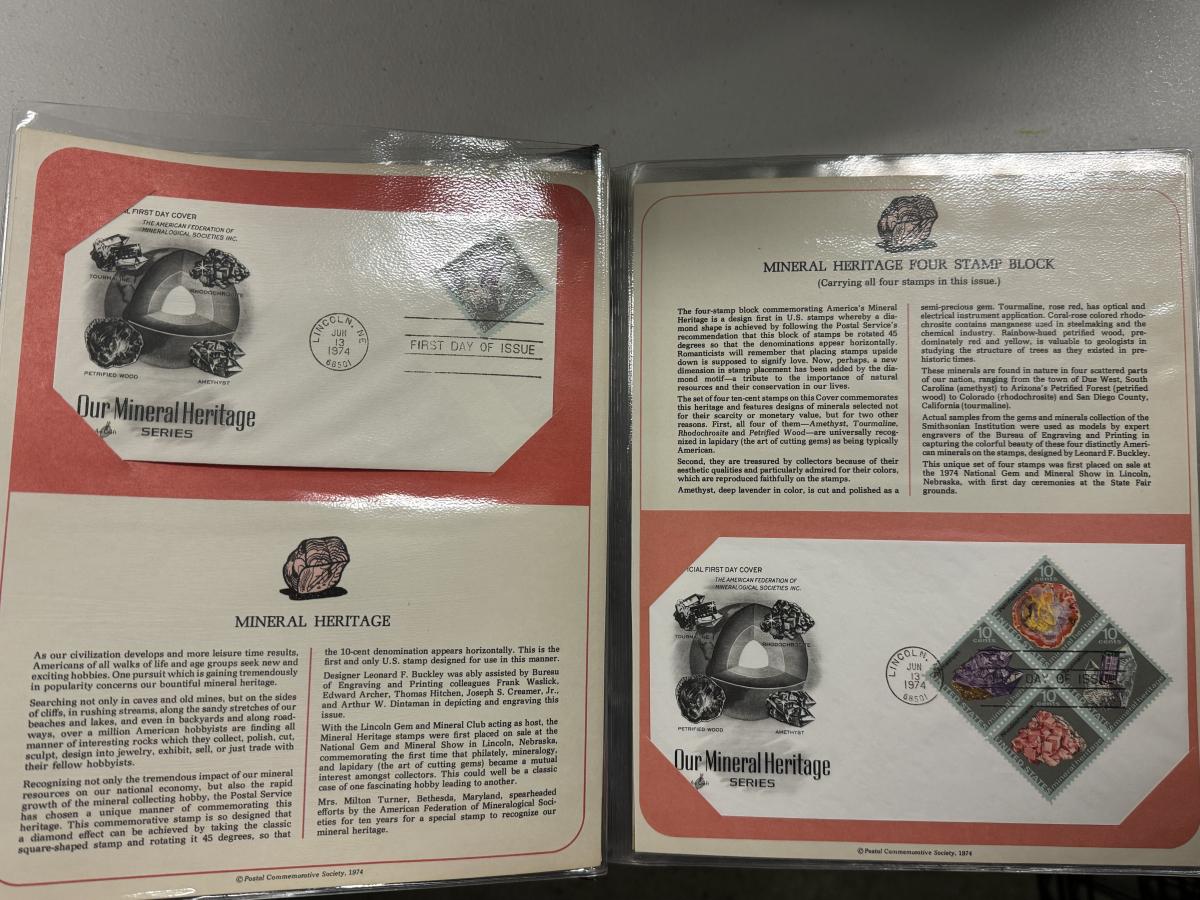 AL FIRST DAY COVER
THE AMERICAN FEDERATION OF
MINERALOGICAL SOCIETIES INC.
TOURMALINE
RHODOCHROSITE
PETRIFIED WOOD
AMETHYST
Our Mineral Heritage
SERIES
ArtCraft
LINCOLN, NE
JUN
13
1974
68501
FIRST DAY OF ISSUE
MINERAL HERITAGE
As our civilization develops and more leisure time results,
Americans of all walks of life and age groups seek new and
exciting hobbies. One pursuit which is gaining tremendously
in popularity concerns our bountiful mineral heritage.
Searching not only in caves and old mines, but on the sides
of cliffs, in rushing streams, along the sandy stretches of our
beaches and lakes, and even in backyards and along road-
ways, over a million American hobbyists are finding all
manner of interesting rocks which they collect, polish, cut,
sculpt, design into jewelry, exhibit, sell, or just trade with
their fellow hobbyists.
Recognizing not only the tremendous impact of our mineral
resources on our national economy, but also the rapid
growth of the mineral collecting hobby, the Postal Service
has chosen a unique manner of commemorating this
heritage. This commemorative stamp is so designed that
a diamond effect can be achieved by taking the classic
square-shaped stamp and rotating it 45 degrees, so that
the 10-cent denomination appears horizontally. This is the
first and only U.S. stamp designed for use in this manner.
Designer Leonard F. Buckley was ably assisted by Bureau
of Engraving and Printing colleagues Frank Waslick,
Edward Archer, Thomas Hitchen, Joseph S. Creamer, Jr.,
and Arthur W. Dintaman in depicting and engraving this
issue.
With the Lincoln Gem and Mineral Club acting as host, the
Mineral Heritage stamps were first placed on sale at the
National Gem and Mineral Show in Lincoln, Nebraska,
commemorating the first time that philately, mineralogy,
and lapidary (the art of cutting gems) became a mutual
interest amongst collectors. This could well be a classic
case of one fascinating hobby leading to another.
Mrs. Milton Turner, Bethesda, Maryland, spearheaded
efforts by the American Federation of Mineralogical Soci-
eties for ten years for a special stamp to recognize our
mineral heritage.
© Postal Commemorative Society, 1974
MINERAL HERITAGE FOUR STAMP BLOCK
(Carrying all four stamps in this issue.)
The four-stamp block commemorating America's Mineral
Heritage is a design first in U.S. stamps whereby a dia-
mond shape is achieved by following the Postal Service's
recommendation that this block of stamps be rotated 45
degrees so that the denominations appear horizontally.
Romanticists will remember that placing stamps upside
down is supposed to signify love. Now, perhaps, a new
dimension in stamp placement has been added by the dia-
mond motif—a tribute to the importance of natural
resources and their conservation in our lives.
The set of four ten-cent stamps on this Cover commemorates
this heritage and features designs of minerals selected not
for their scarcity or monetary value, but for two other
reasons. First, all four of them—Amethyst, Tourmaline,
Rhodochrosite and Petrified Wood—are universally recog-
nized in lapidary (the art of cutting gems) as being typically
American.
Second, they are treasured by collectors because of their
aesthetic qualities and particularly admired for their colors,
which are reproduced faithfully on the stamps.
Amethyst, deep lavender in color, is cut and polished as a
semi-precious gem. Tourmaline, rose red, has optical and
electrical instrument application. Coral-rose colored rhodo-
chrosite contains manganese used in steelmaking and the
chemical industry. Rainbow-hued petrified wood, pre-
dominately red and yellow, is valuable to geologists in
studying the structure of trees as they existed in pre-
historic times.
These minerals are found in nature in four scattered parts
of our nation, ranging from the town of Due West, South
Carolina (amethyst) to Arizona's Petrified Forest (petrified
wood) to Colorado (rhodochrosite) and San Diego County,
California (tourmaline).
Actual samples from the gems and minerals collection of the
Smithsonian Institution were used as models by expert
engravers of the Bureau of Engraving and Printing in
capturing the colorful beauty of these four distinctly Ameri-
can minerals on the stamps, designed by Leonard F. Buckley.
This unique set of four stamps was first placed on sale at
the 1974 National Gem and Mineral Show in Lincoln,
Nebraska, with first day ceremonies at the State Fair
grounds.
ICIAL FIRST DAY COVER
THE AMERICAN FEDERATION OF
MINERALOGICAL SOCIETIES INC.
TOURM
RHODOCHROSITE
PETRIFIED WOOD
AMETHYST
Our Mineral Heritage
SERIES
ArtCraft
LINCOLN,
JUN
13
1974
68501
DAY OF ISSUE
10
cents
10
cents
10
cents
10
© Postal Commemorative Society, 1974